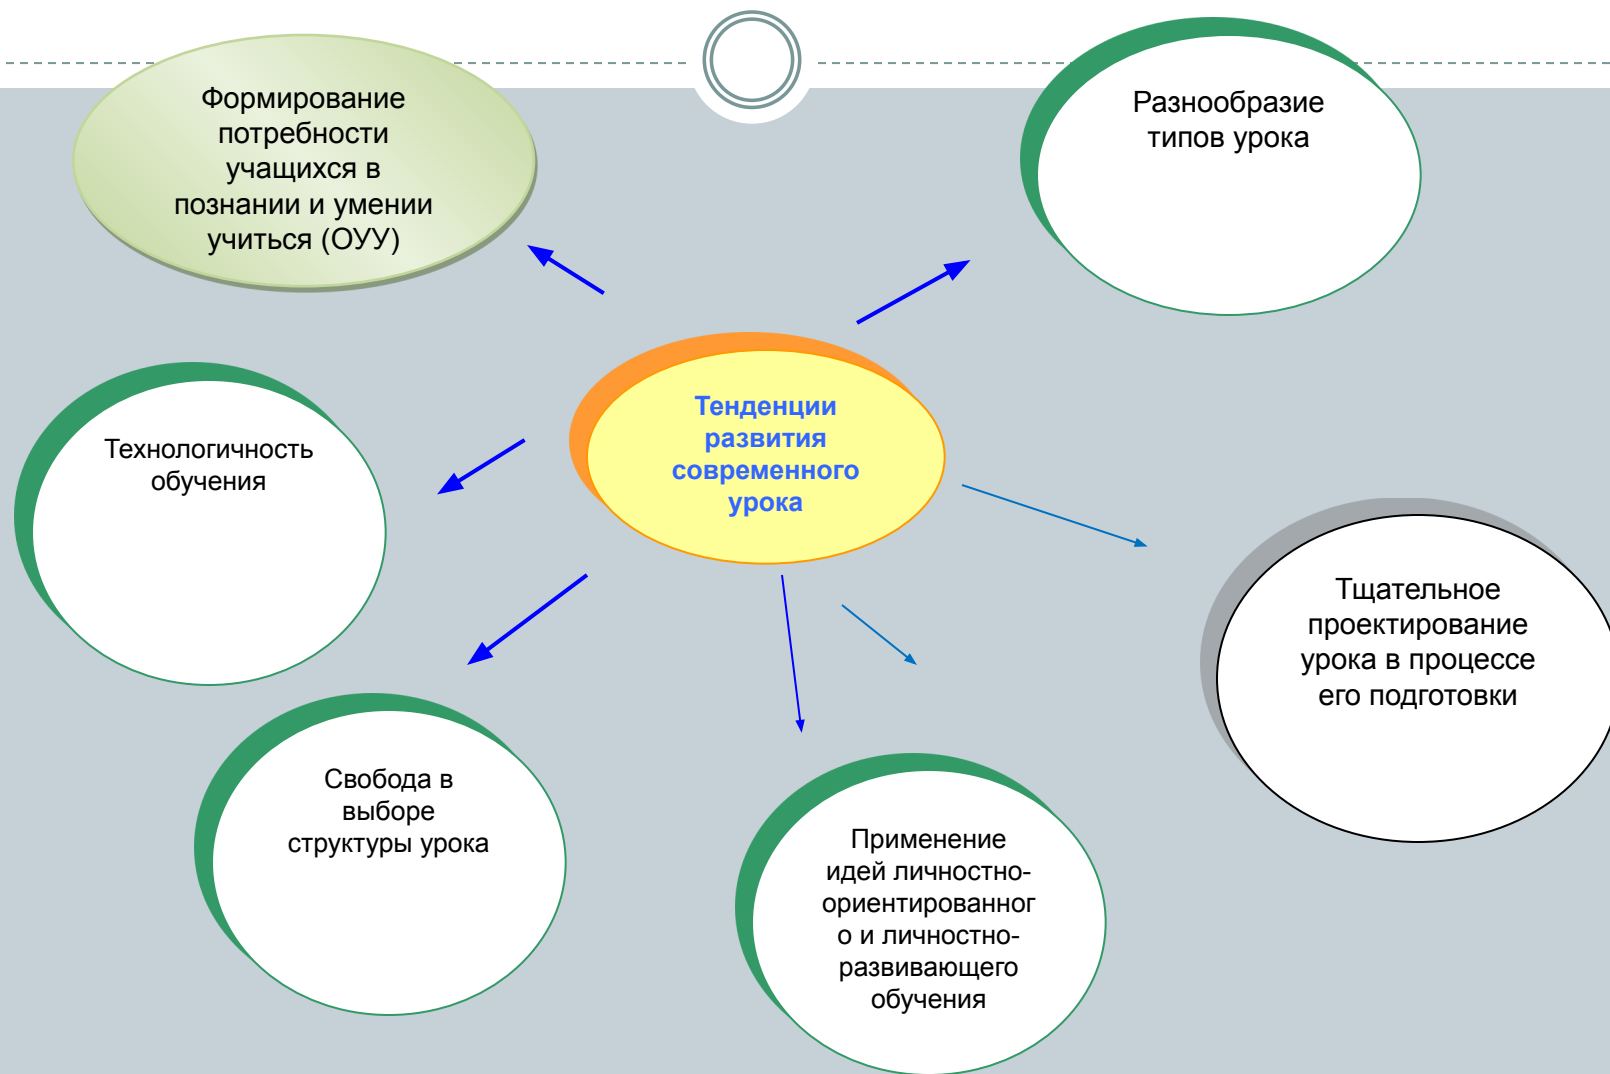 Формирование
потребности
учащихся в
познании и умении
учиться (ОУУ)
Разнообразие
типов урока
Тенденции
развития
современного
урока
Технологичность
обучения
Тщательное
проектирование
урока в процессе
его подготовки
Свобода в
выборе
структуры урока
Применение
идей личностно-
ориентированног
о и личностно-
развивающего
обучения